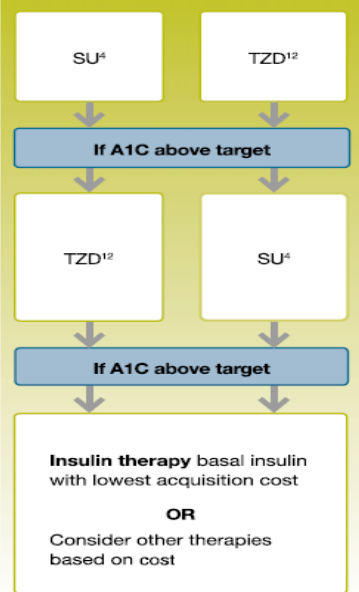 SU⁴
TZD¹²
If A1C above target
TZD¹²
SU⁴
If A1C above target
Insulin therapy basal insulin
with lowest acquisition cost
OR
Consider other therapies
based on cost